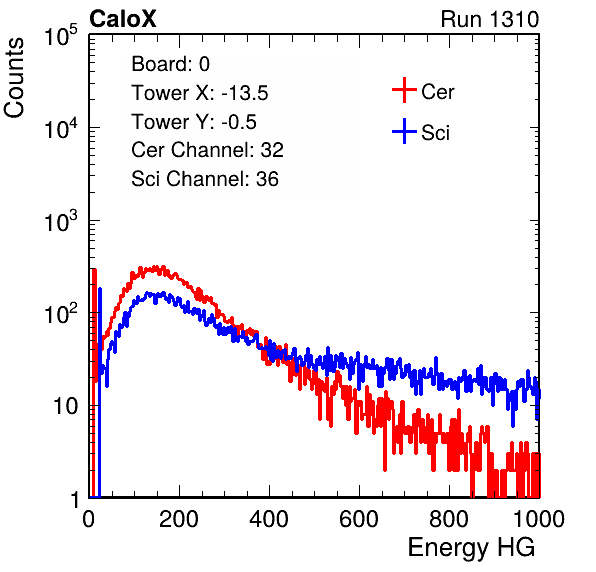 CaloX Run 1310
Counts
10^5
10^4
10^3
10^2
10
1
Board: 0
Tower X: -13.5
Tower Y: -0.5
Cer Channel: 32
Sci Channel: 36
Cer
Sci
0 200 400 600 800 1000
Energy HG